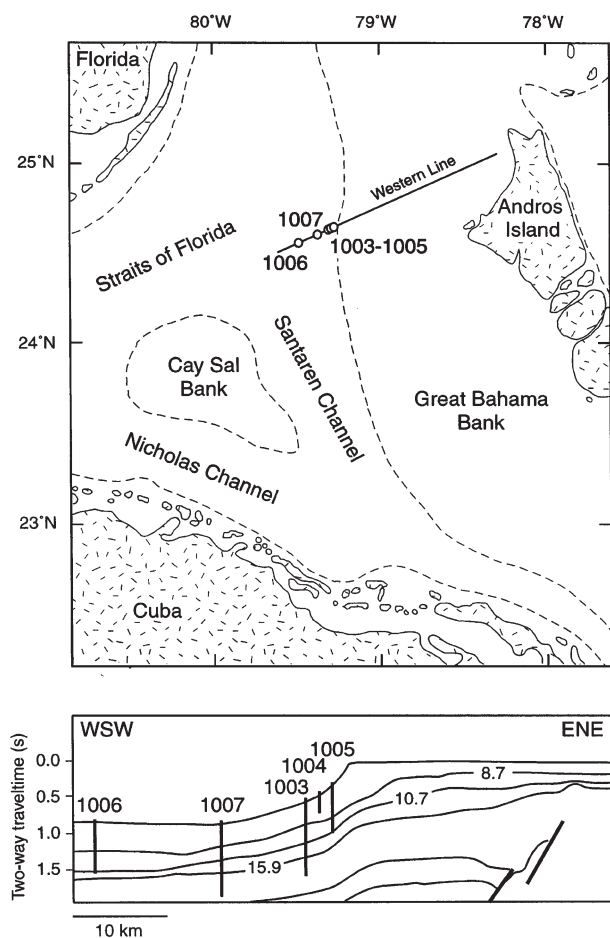 80˚W 79˚W 78˚W
Florida
25˚N
Western Line
1007
Andros
Island
1003-1005
1006
Straits of Florida
24˚N
Santaren Channel
Cay Sal
Bank
Great Bahama
Bank
Nicholas Channel
23˚N
Cuba
WSW ENE
Two-way traveltime (s)
1005
0.0
1004
8.7
1003
0.5
1006 1007
10.7
1.0
15.9
1.5
10 km